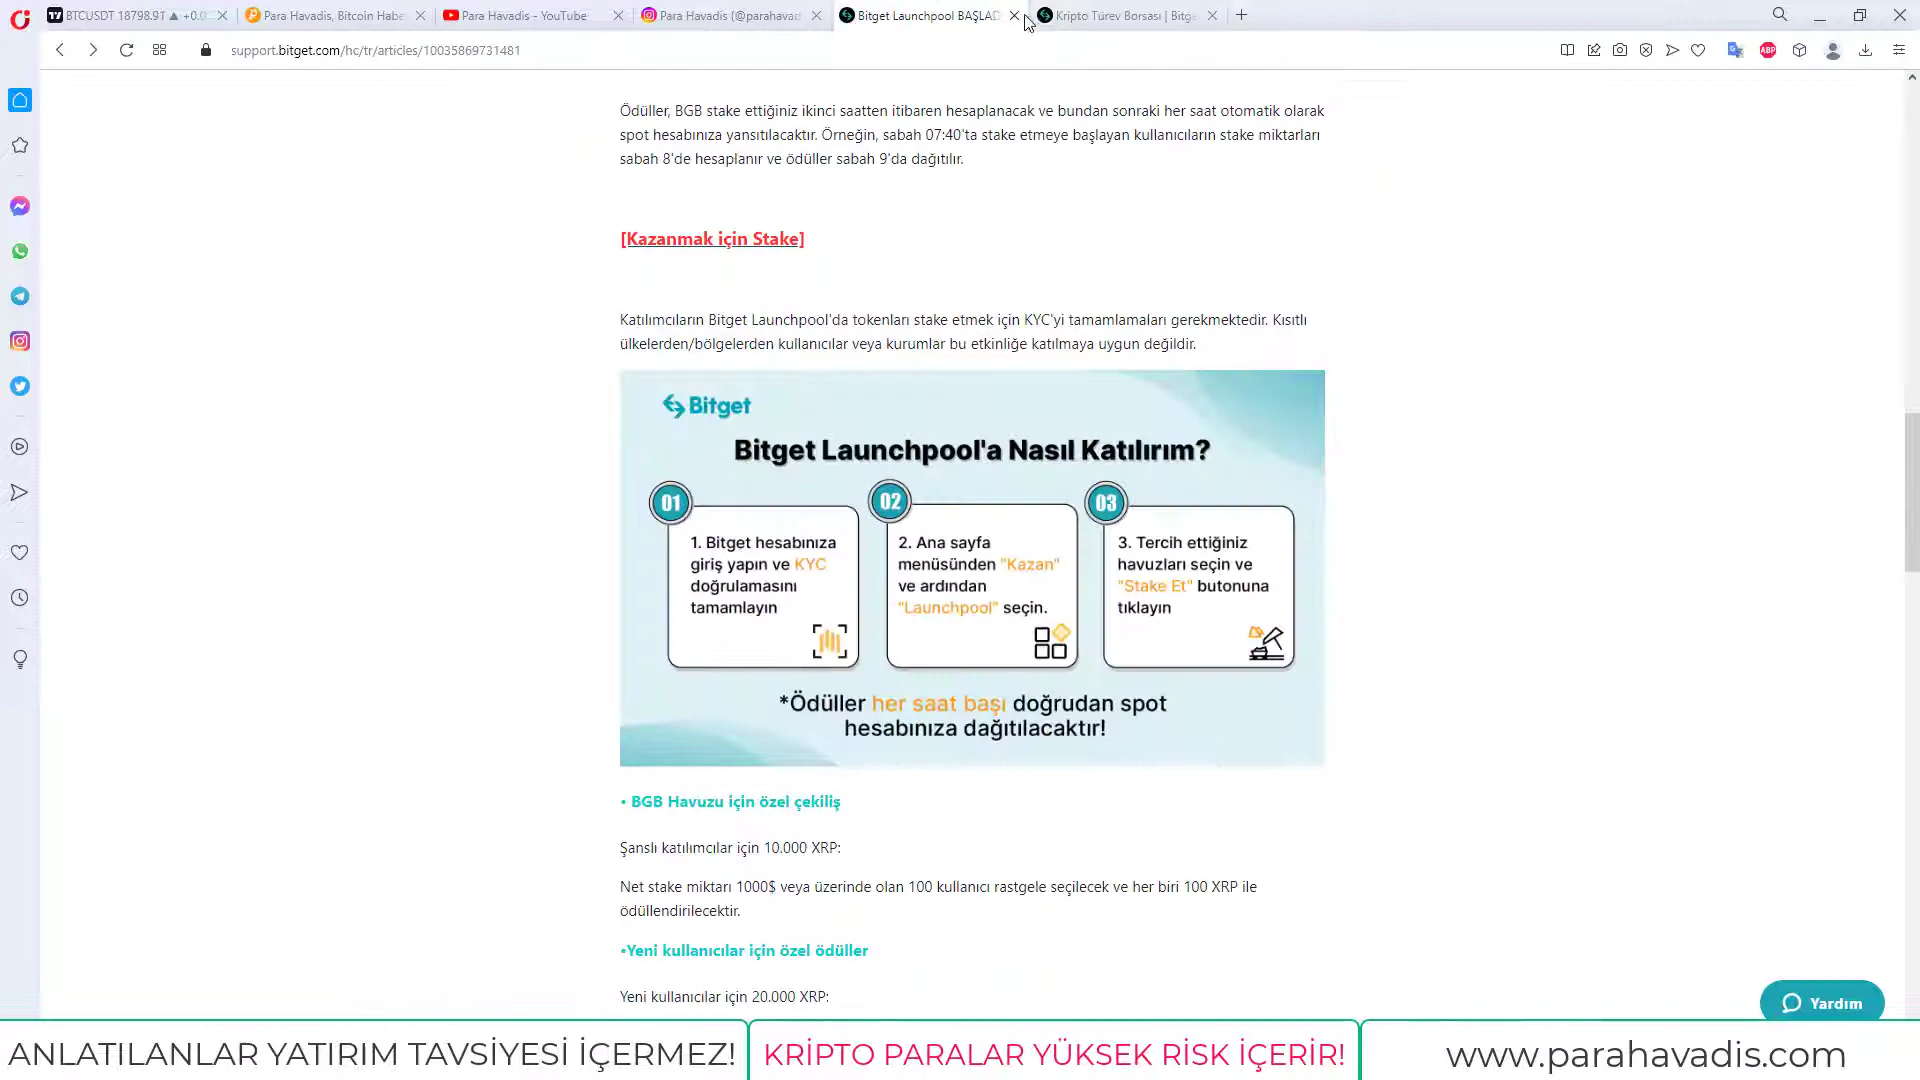 BTCUSDT 18798.91 ▲ +0.0
Para Havadis, Bitcoin Habe
Para Havadis - YouTube
Para Havadis (@parahavad
Bitget Launchpool BAŞLAD
Kripto Türev Borsası | Bitge
support.bitget.com/hc/tr/articles/10035869731481
ABP
Ödüller, BGB stake ettiğiniz ikinci saatten itibaren hesaplanacak ve bundan sonraki her saat otomatik olarak
spot hesabınıza yansıtılacaktır. Örneğin, sabah 07:40'ta stake etmeye başlayan kullanıcıların stake miktarları
sabah 8'de hesaplanır ve ödüller sabah 9'da dağıtılır.
[Kazanmak için Stake]
Katılımcıların Bitget Launchpool'da tokenları stake etmek için KYC'yi tamamlamaları gerekmektedir. Kısıtlı
ülkelerden/bölgelerden kullanıcılar veya kurumlar bu etkinliğe katılmaya uygun değildir.
Bitget
Bitget Launchpool'a Nasıl Katılırım?
01
1. Bitget hesabınıza
giriş yapın ve KYC
doğrulamasını
tamamlayın
02
2. Ana sayfa
menüsünden "Kazan"
ve ardından
"Launchpool" seçin.
03
3. Tercih ettiğiniz
havuzları seçin ve
"Stake Et" butonuna
tıklayın
*Ödüller her saat başı doğrudan spot
hesabınıza dağıtılacaktır!
• BGB Havuzu için özel çekiliş
Şanslı katılımcılar için 10.000 XRP:
Net stake miktarı 1000$ veya üzerinde olan 100 kullanıcı rastgele seçilecek ve her biri 100 XRP ile
ödüllendirilecektir.
•Yeni kullanıcılar için özel ödüller
Yeni kullanıcılar için 20.000 XRP:
Yardım
ANLATILANLAR YATIRIM TAVSİYESİ İÇERMEZ!
KRİPTO PARALAR YÜKSEK RİSK İÇERİR!
www.parahavadis.com